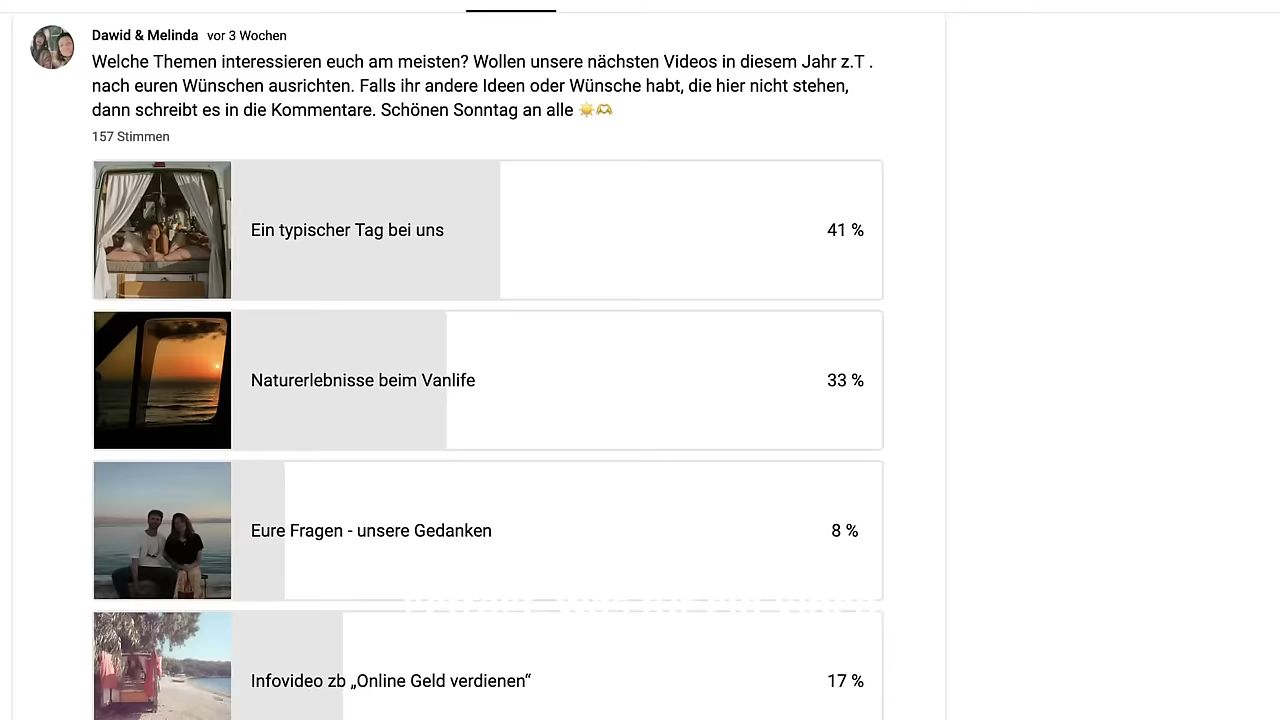 Dawid & Melinda vor 3 Wochen
Welche Themen interessieren euch am meisten? Wollen unsere nächsten Videos in diesem Jahr z.T .
nach euren Wünschen ausrichten. Falls ihr andere Ideen oder Wünsche habt, die hier nicht stehen,
dann schreibt es in die Kommentare. Schönen Sonntag an alle ☀️🫶
157 Stimmen
Ein typischer Tag bei uns 41 %
Naturerlebnisse beim Vanlife 33 %
Eure Fragen - unsere Gedanken 8 %
Infovideo zb „Online Geld verdienen“ 17 %